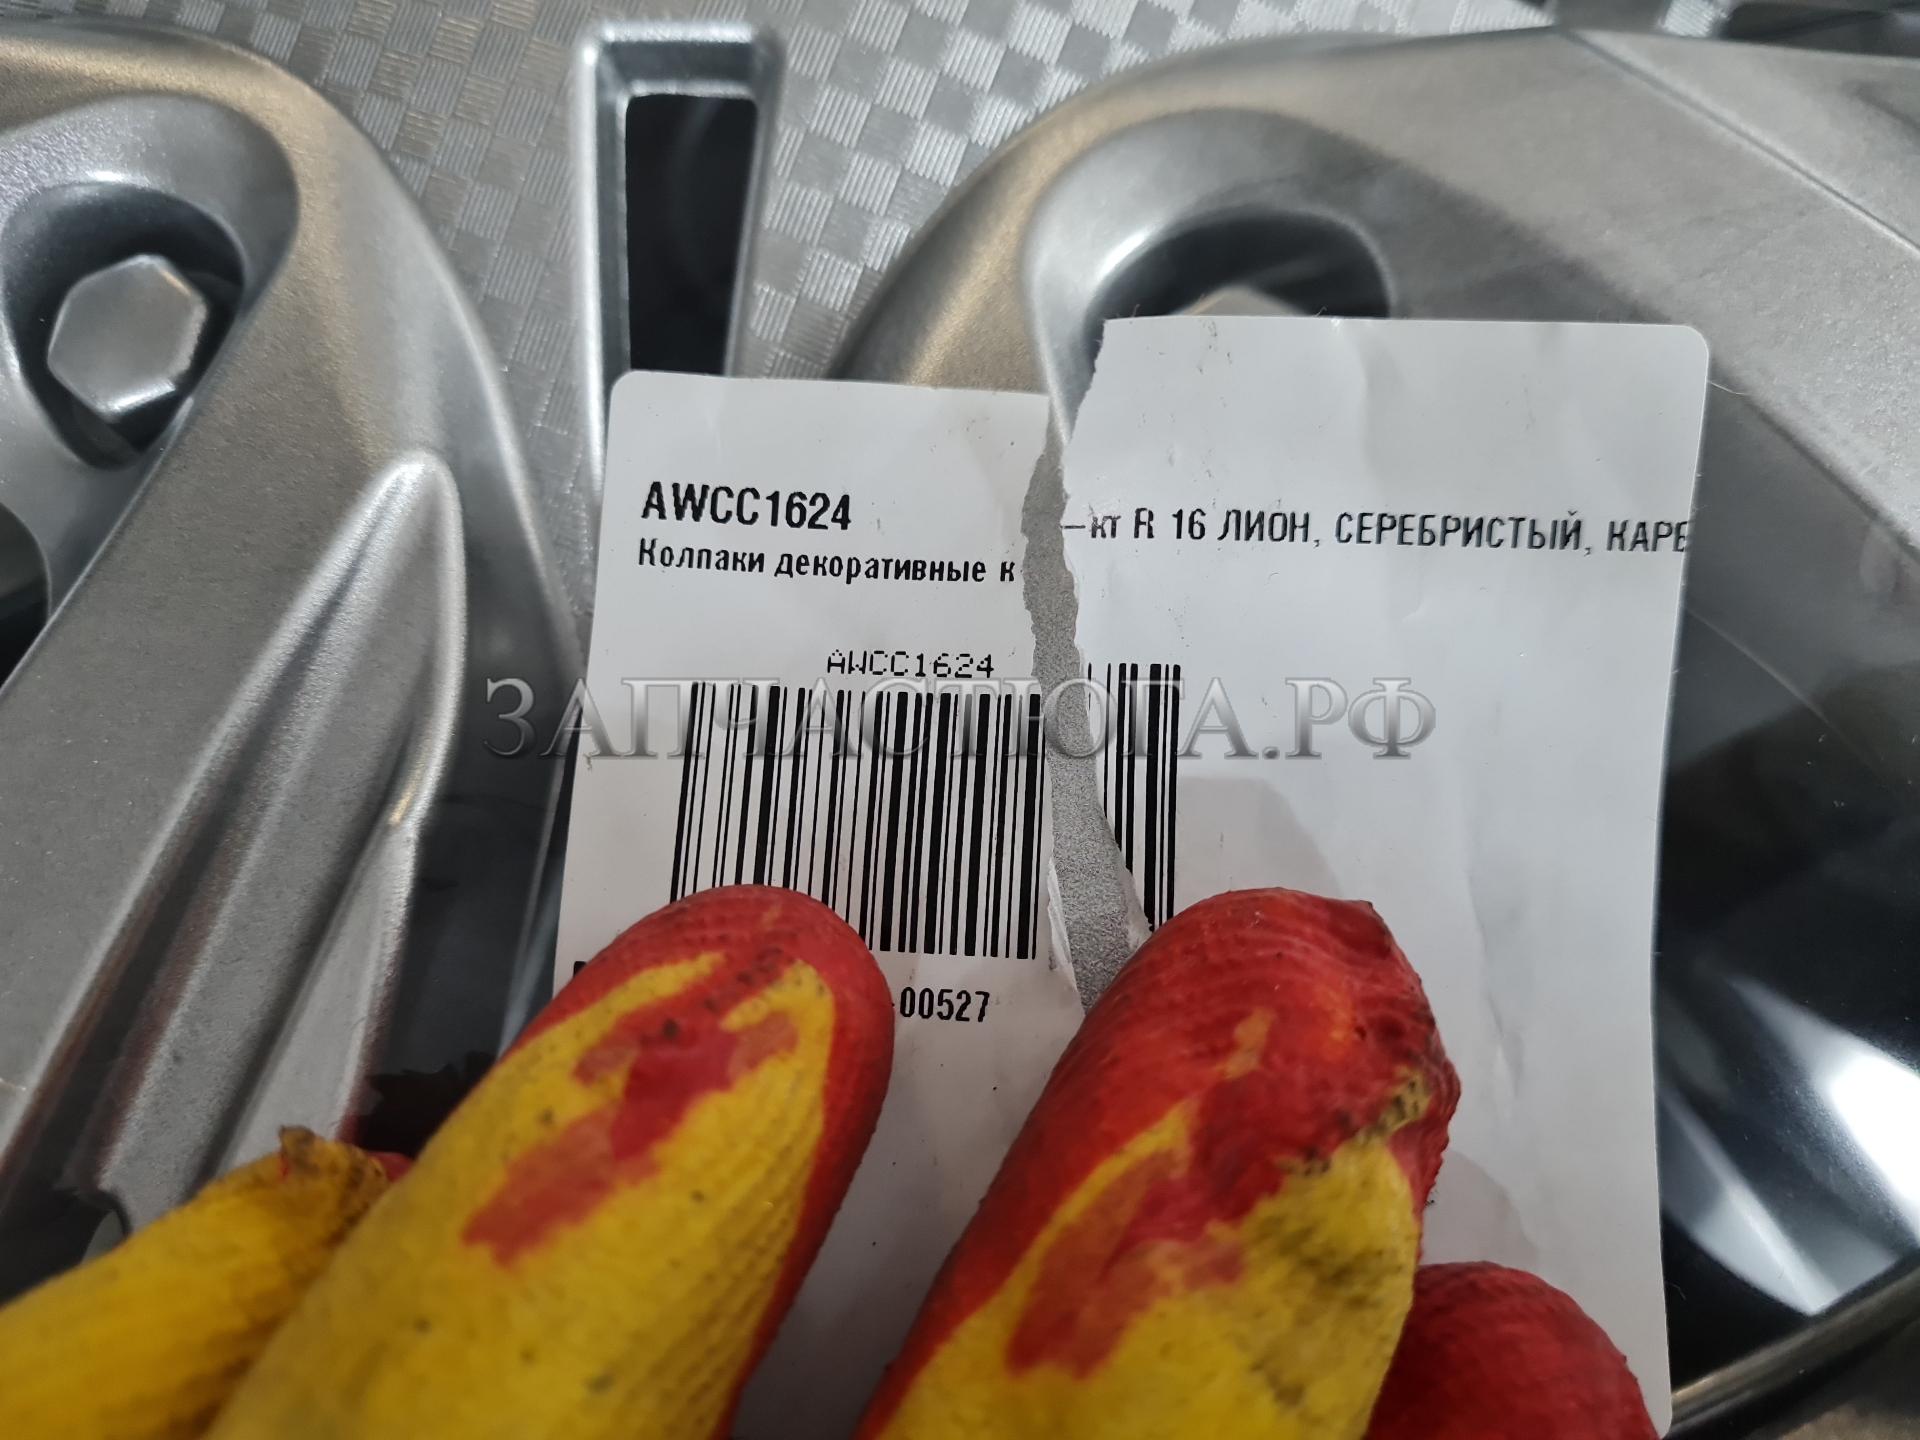 AWCC1624
Колпаки декоративные к -кт R 16 ЛИОН, СЕРЕБРИСТЫЙ, КАРБ
AWCC1624
ЗАПЧАСТЮГА.РФ
-00527